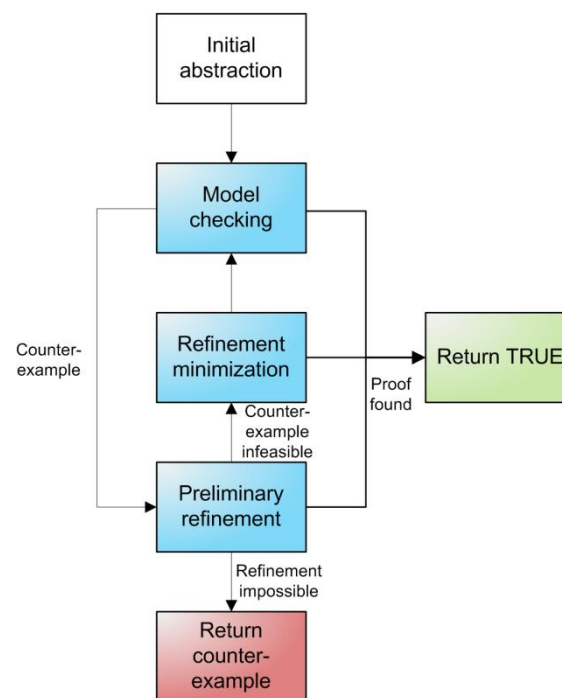 Initial
abstraction
Model
checking
Counter-
example
Refinement
minimization
Return TRUE
Proof
found
Counter-
example
infeasible
Preliminary
refinement
Refinement
impossible
Return
counter-
example